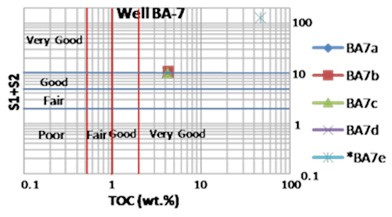 Well BA-7
100
Very Good
10
Good
Fair
1
Poor Fair Good Very Good
0.1
0.1 1 10 100
S1+S2
TOC (wt.%)
BA7a
BA7b
BA7c
BA7d
*BA7e